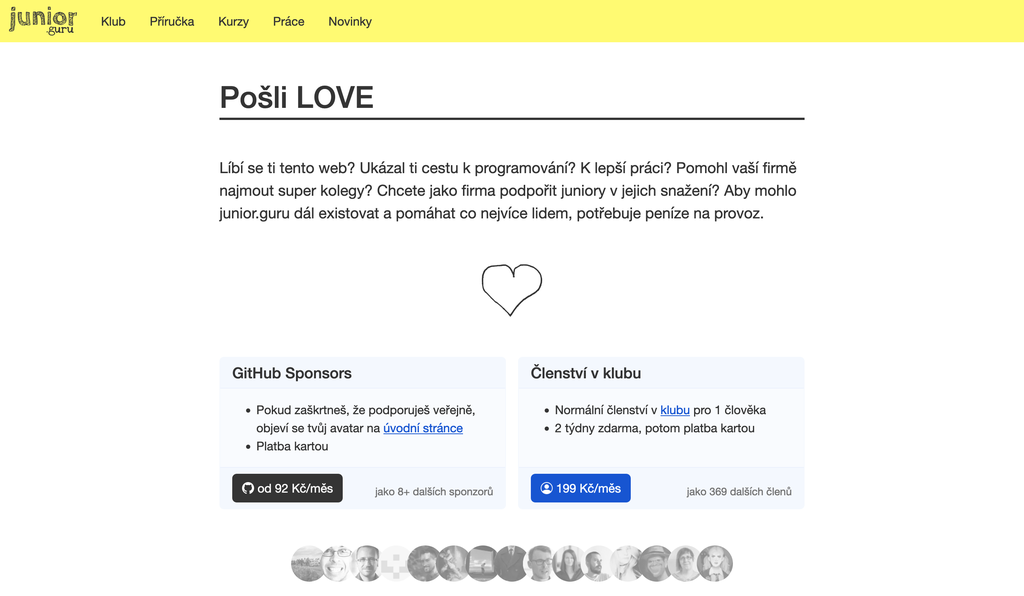 junior
.guru
Klub
Příručka
Kurzy
Práce
Novinky
Pošli LOVE
Líbí se ti tento web? Ukázal ti cestu k programování? K lepší práci? Pomohl vaší firmě
najmout super kolegy? Chcete jako firma podpořit juniory v jejich snažení? Aby mohlo
junior.guru dál existovat a pomáhat co nejvíce lidem, potřebuje peníze na provoz.
GitHub Sponsors
Pokud zaškrtneš, že podporuješ veřejně,
objeví se tvůj avatar na úvodní stránce
Platba kartou
od 92 Kč/měs
jako 8+ dalších sponzorů
Členství v klubu
Normální členství v klubu pro 1 člověka
2 týdny zdarma, potom platba kartou
199 Kč/měs
jako 369 dalších členů